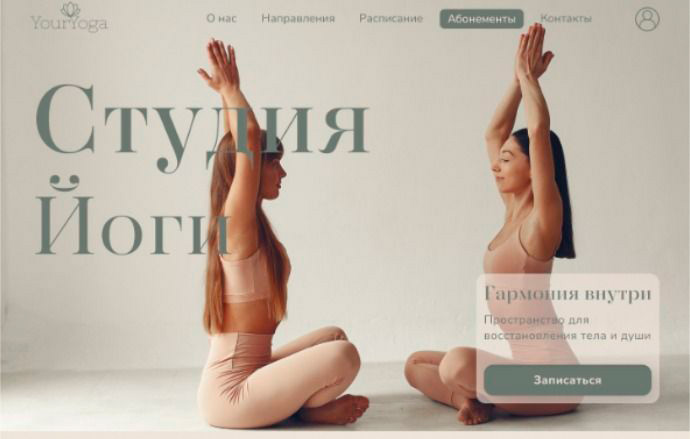 YourYoga
О нас
Направления
Расписание
Абонементы
Контакты
Студия
Йоги
Гармония внутри
Пространство для
восстановления тела и души
Записаться